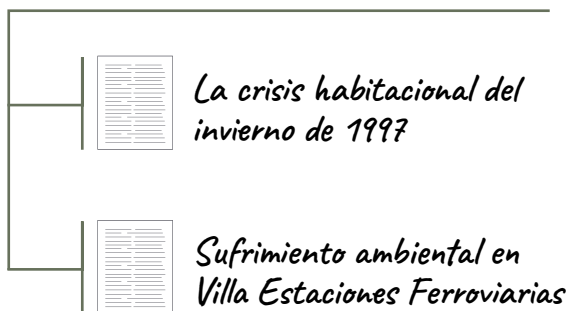 La crisis habitacional del
invierno de 1997
Sufrimiento ambiental en
Villa Estaciones Ferroviarias